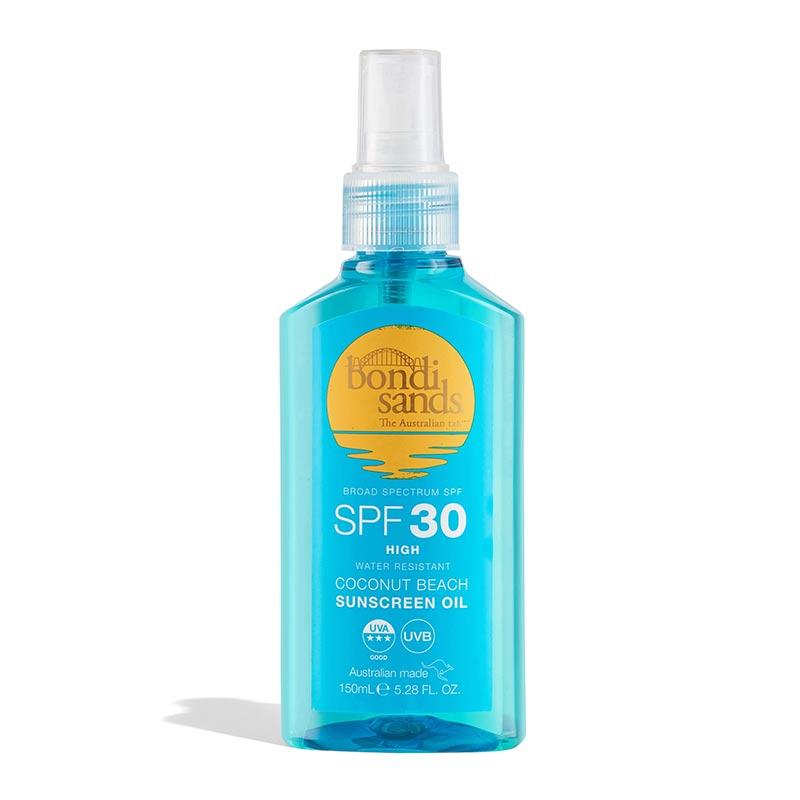 bondi
sands
The Australian tan
BROAD SPECTRUM SPF
SPF 30
HIGH
WATER RESISTANT
COCONUT BEACH
SUNSCREEN OIL
UVA
★★★
UVB
GOOD
Australian made
150mL ℮ 5.28 FL. OZ.